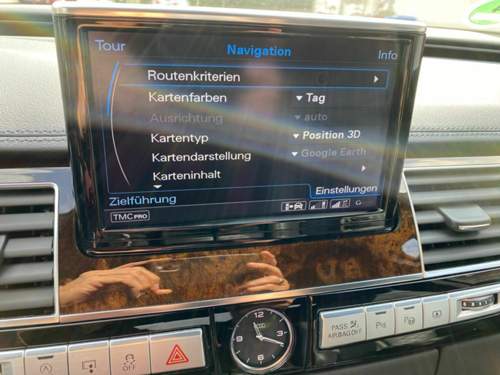 Tour Navigation Info
Routenkriterien
Kartenfarben Tag
Ausrichtung auto
Kartentyp Position 3D
Kartendarstellung Google Earth
Karteninhalt
Zielführung Einstellungen
TMC PRO
PASS
AIRBAG OFF
OFF